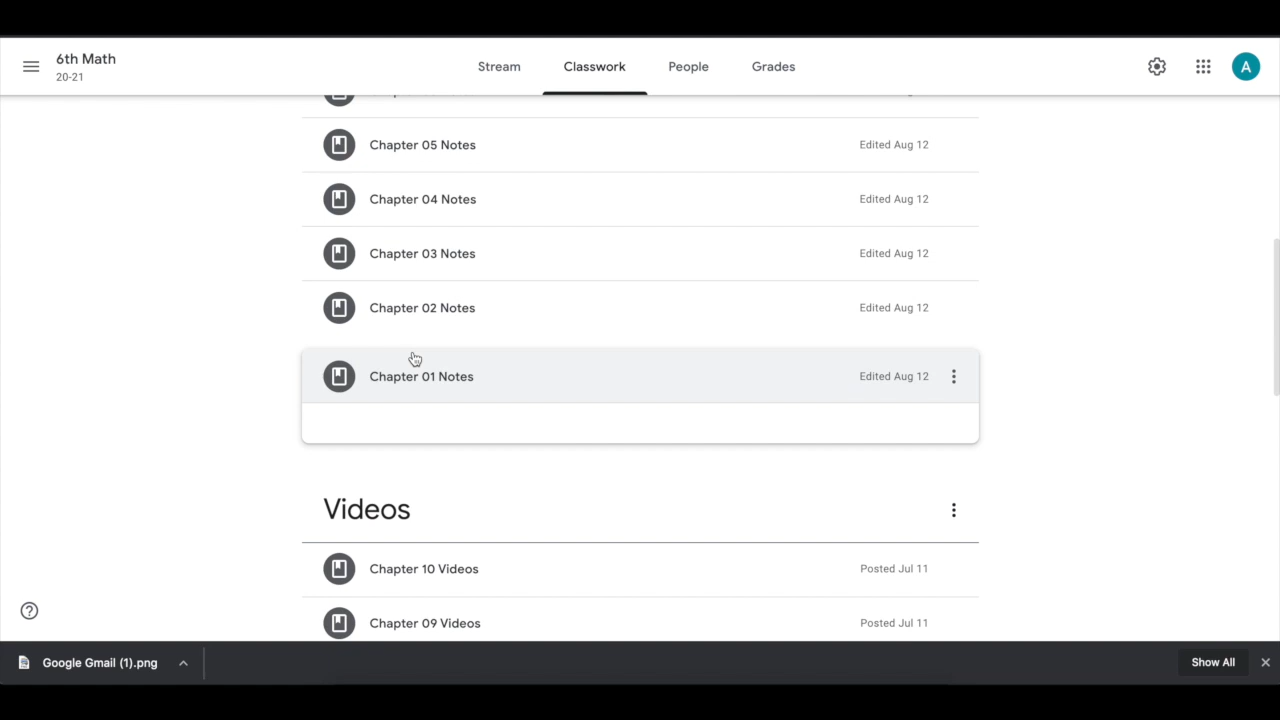 6th Math
20-21
Stream
Classwork
People
Grades
A
Chapter 05 Notes
Edited Aug 12
Chapter 04 Notes
Edited Aug 12
Chapter 03 Notes
Edited Aug 12
Chapter 02 Notes
Edited Aug 12
Chapter 01 Notes
Edited Aug 12
Videos
Chapter 10 Videos
Posted Jul 11
Chapter 09 Videos
Posted Jul 11
Google Gmail (1).png
Show All